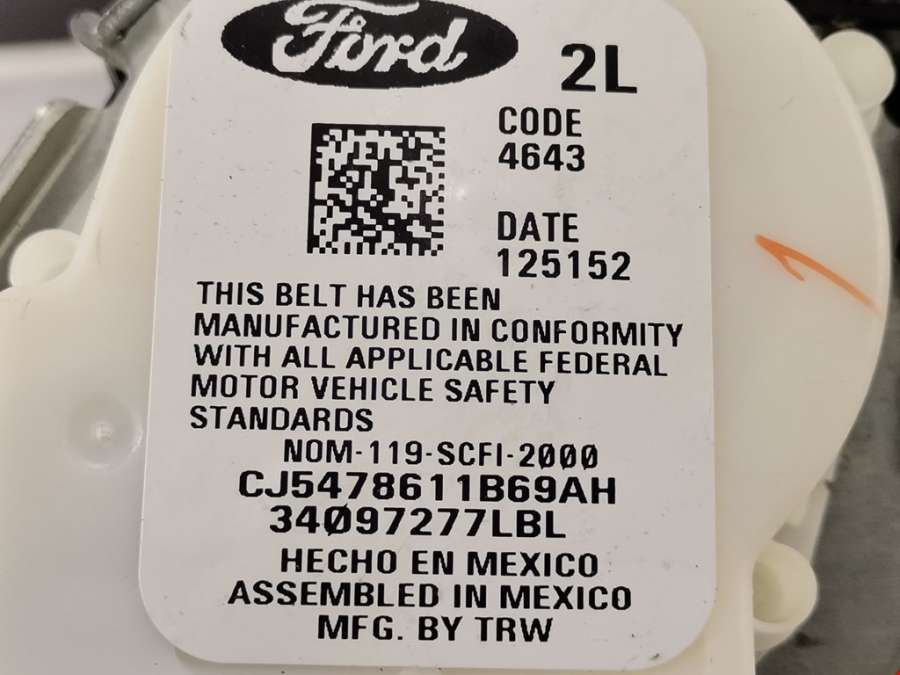 Ford
2L
CODE
4643
DATE
125152
THIS BELT HAS BEEN
MANUFACTURED IN CONFORMITY
WITH ALL APPLICABLE FEDERAL
MOTOR VEHICLE SAFETY
STANDARDS
NOM-119-SCFI-2000
CJ5478611B69AH
34097277LBL
HECHO EN MEXICO
ASSEMBLED IN MEXICO
MFG. BY TRW